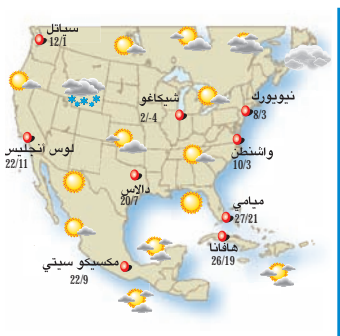 سياتل
12/1
نيويورك
8/3
شيكاغو
2/-4
واشنطن
10/3
لوس أنجليس
22/11
دالاس
20/7
ميامي
27/21
هافانا
26/19
مكسيكو سيتي
22/9